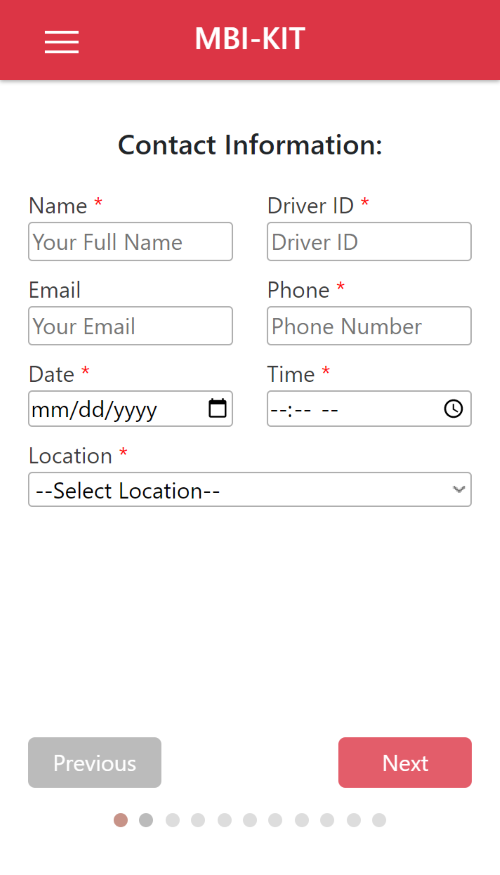 MBI-KIT
Contact Information:
Name * Driver ID *
Your Full Name Driver ID
Email Phone *
Your Email Phone Number
Date * Time *
mm/dd/yyyy --:-- --
Location *
--Select Location--
Previous Next